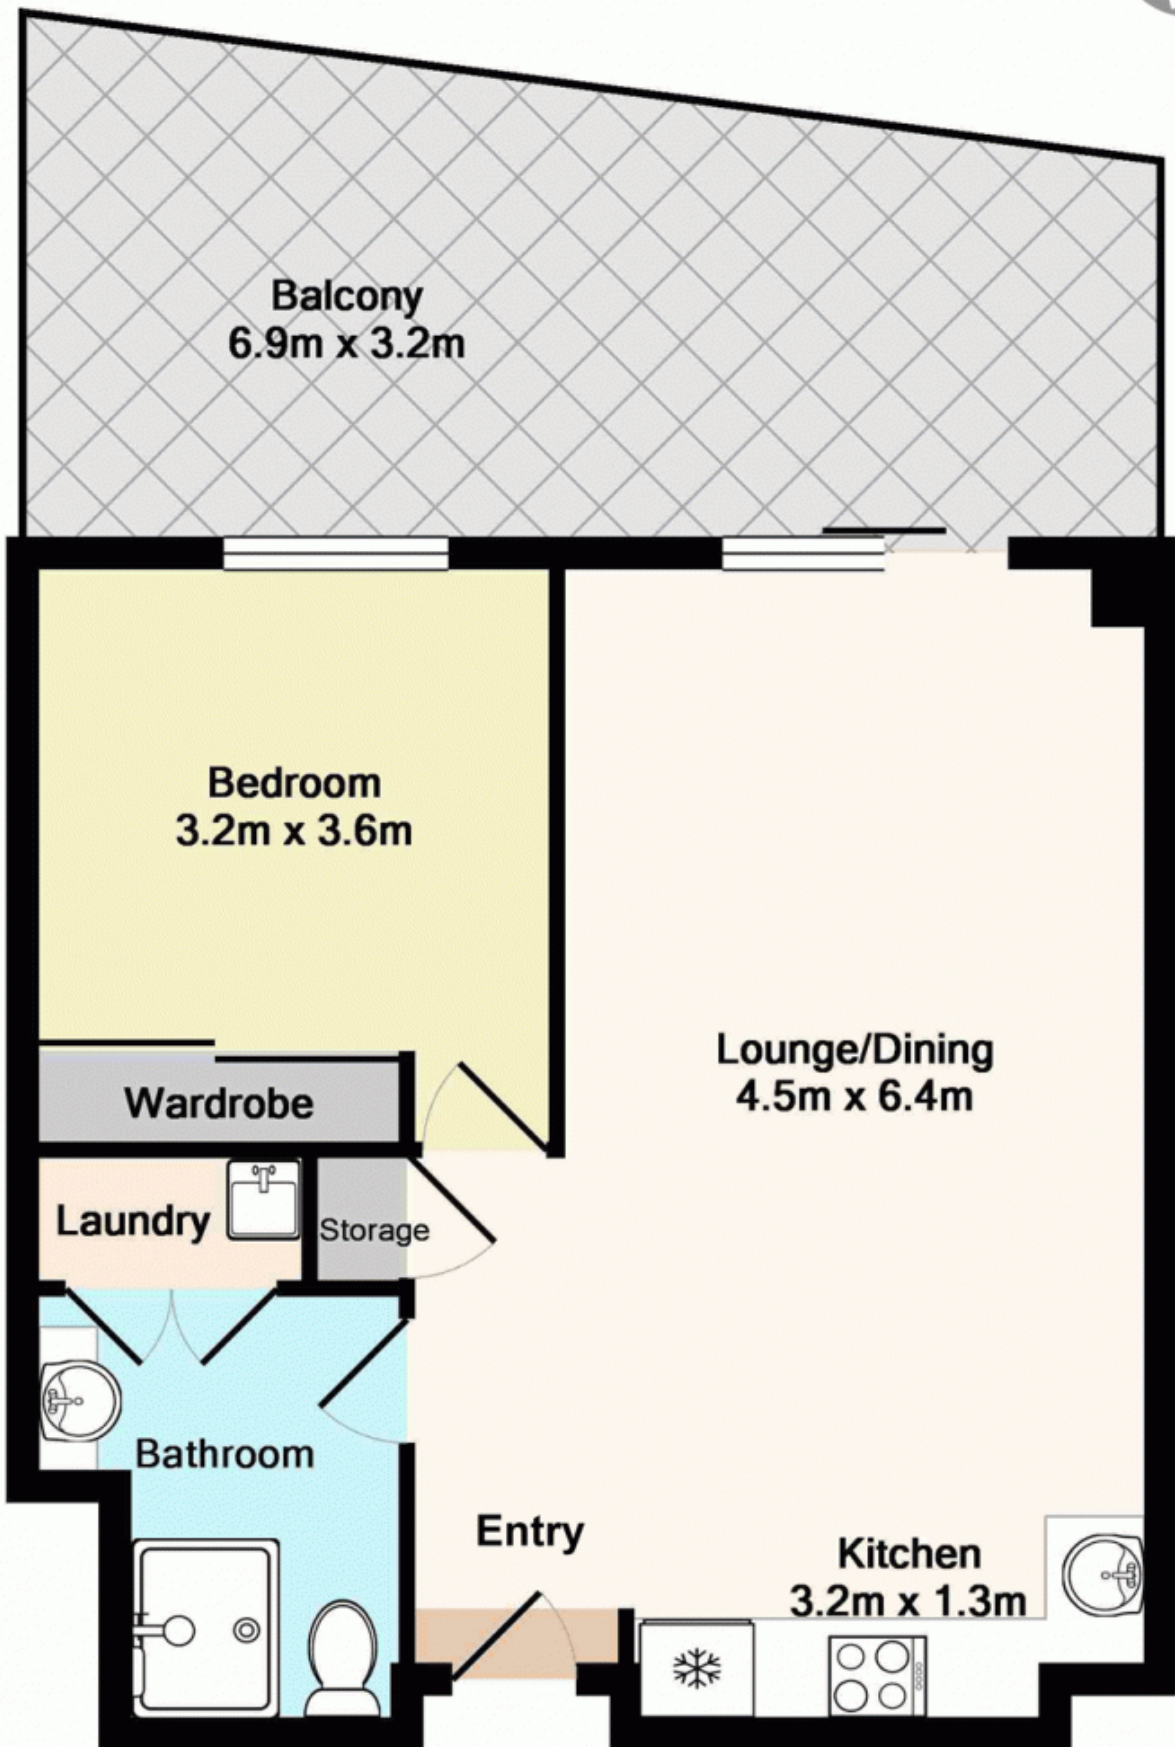 Balcony
6.9m x 3.2m
Bedroom
3.2m x 3.6m
Lounge/Dining
4.5m x 6.4m
Wardrobe
Laundry
Storage
Bathroom
Entry
Kitchen
3.2m x 1.3m